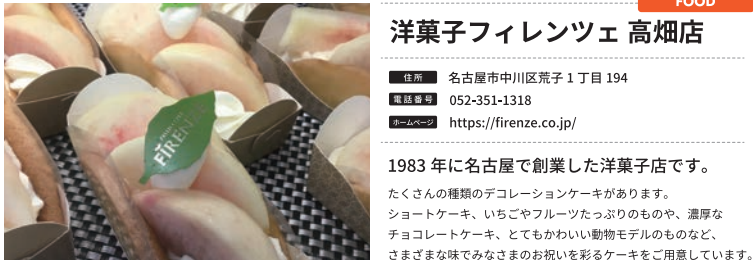 FOOD
洋菓子フィレンツェ 高畑店
住所 名古屋市中川区荒子1丁目194
電話番号 052-351-1318
ホームページ https://firenze.co.jp/
1983 年に名古屋で創業した洋菓子店です。
たくさんの種類のデコレーションケーキがあります。
ショートケーキ、いちごやフルーツたっぷりのものや、濃厚な
チョコレートケーキ、とてもかわいい動物モデルのものなど、
さまざまな味でみなさまのお祝いを彩るケーキをご用意しています。
FIRENZE